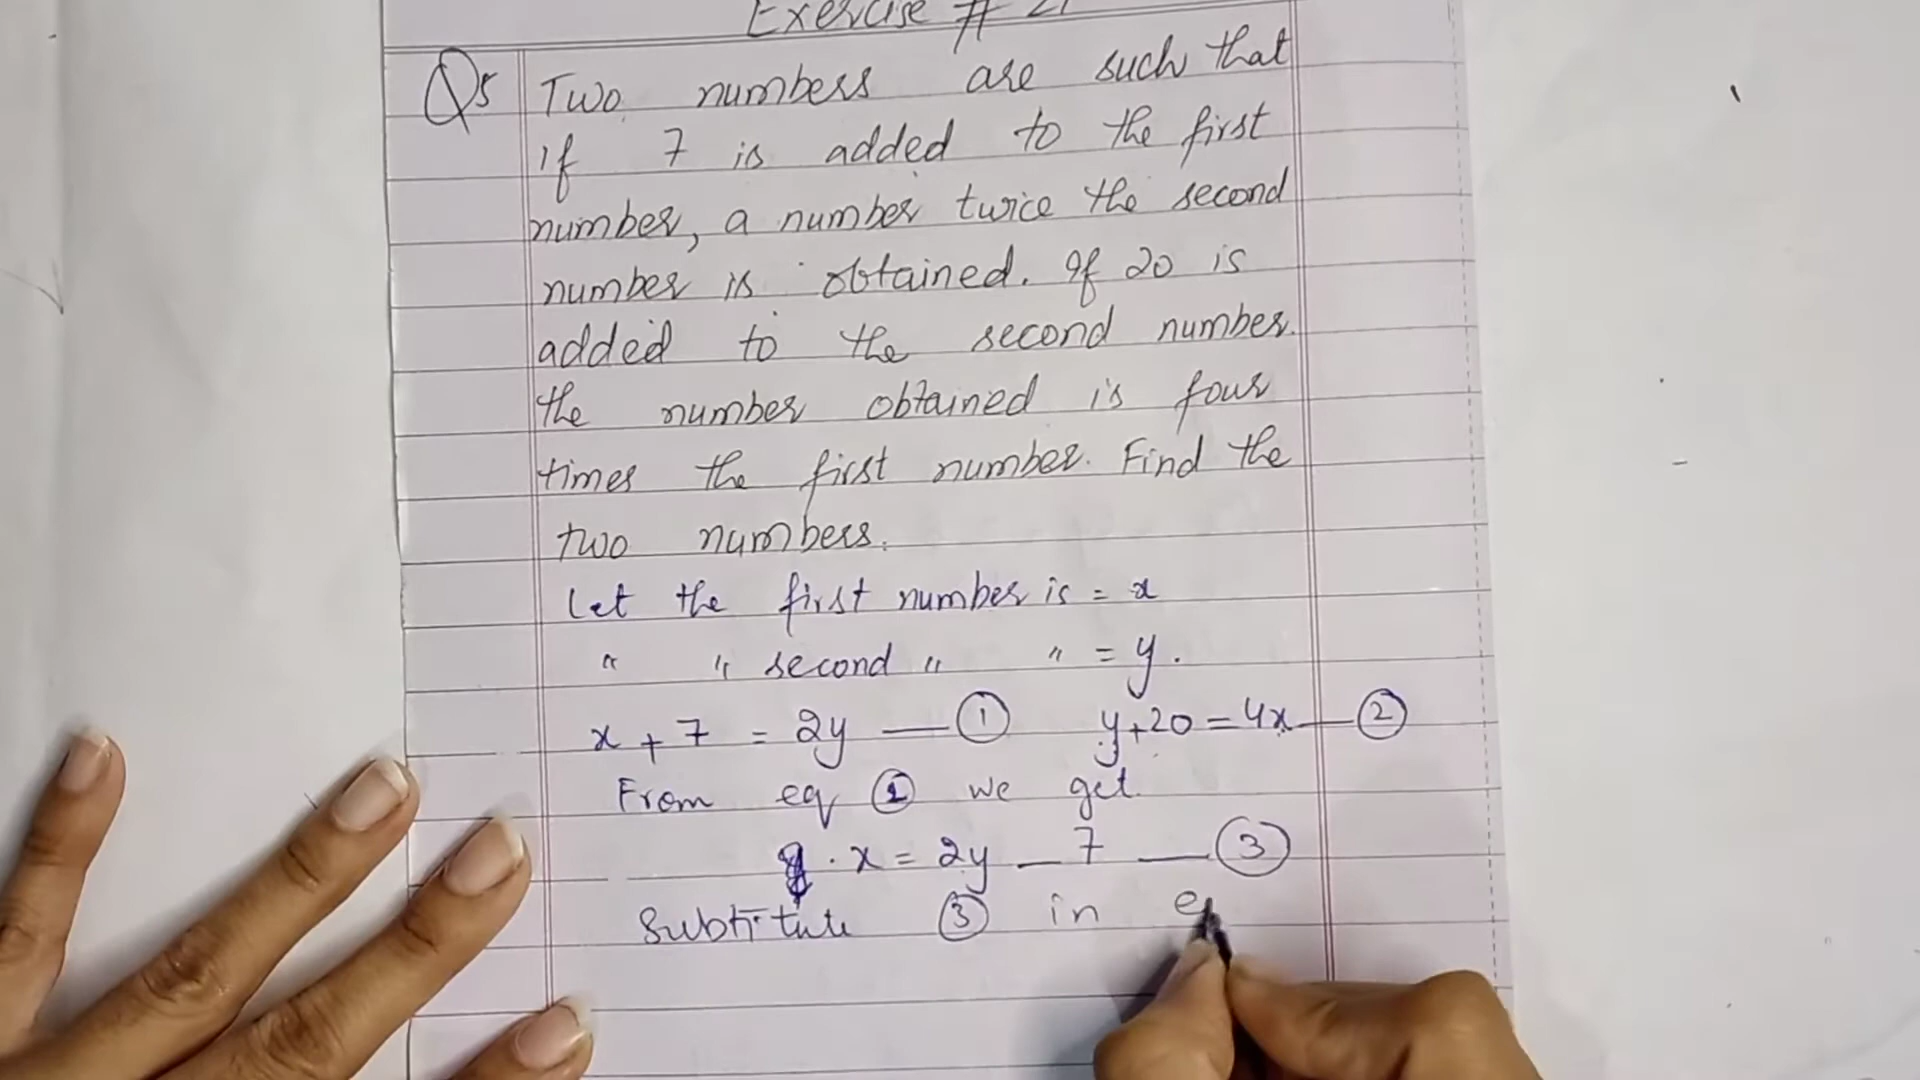 Exercise #
Q5 Two numbers are such that
if 7 is added to the first
number, a number twice the second
number is obtained. If 20 is
added to the second number.
the number obtained is four
times the first number. Find the
two numbers.
Let the first number is = x
" " second " " = y.
x + 7 = 2y — ① y+20 = 4x — ②
From eq ① we get.
x = 2y - 7 — ③
Substitute ③ in e